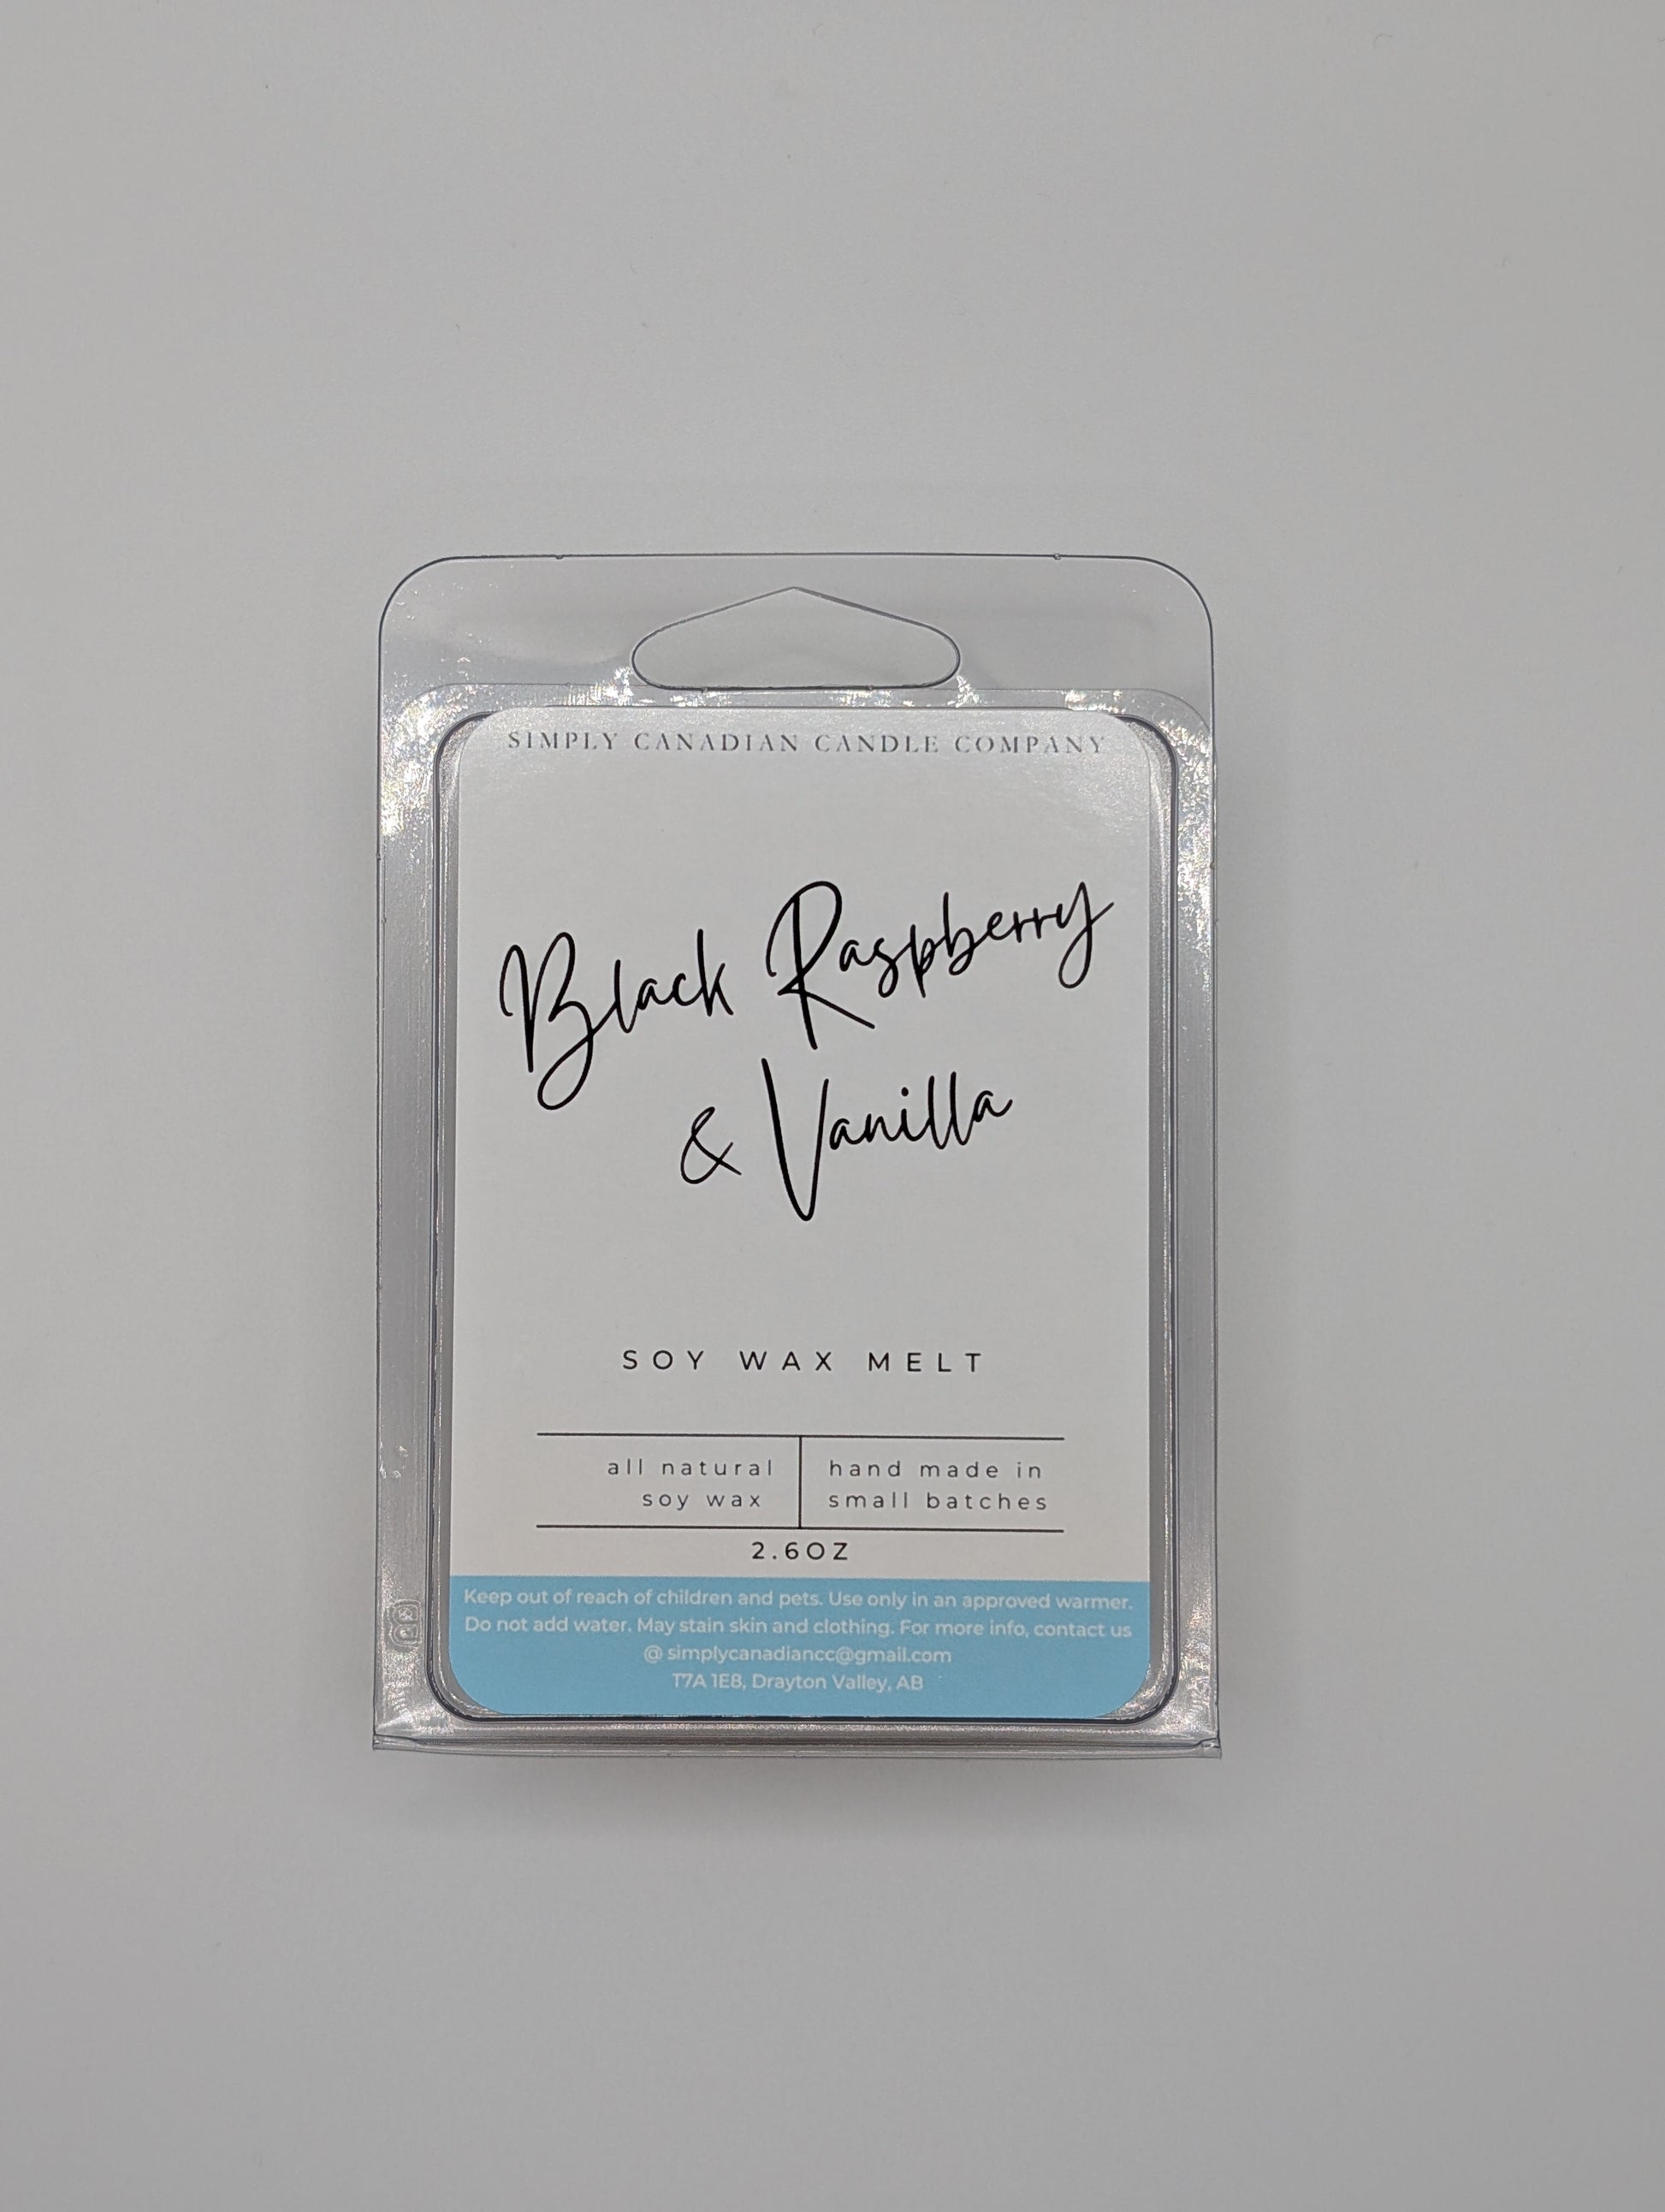 SIMPLY CANADIAN CANDLE COMPANY
Black Raspberry
& Vanilla
SOY WAX MELT
all natural
soy wax
hand made in
small batches
2.6OZ
Keep out of reach of children and pets. Use only in an approved warmer.
Do not add water. May stain skin and clothing. For more info, contact us
@ simplycanadiancc@gmail.com
T7A 1E8, Drayton Valley, AB